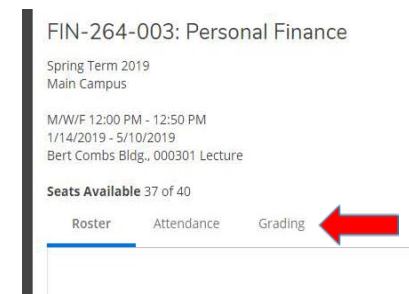 FIN-264-003: Personal Finance
Spring Term 2019
Main Campus
M/W/F 12:00 PM - 12:50 PM
1/14/2019 - 5/10/2019
Bert Combs Bldg., 000301 Lecture
Seats Available 37 of 40
Roster Attendance Grading